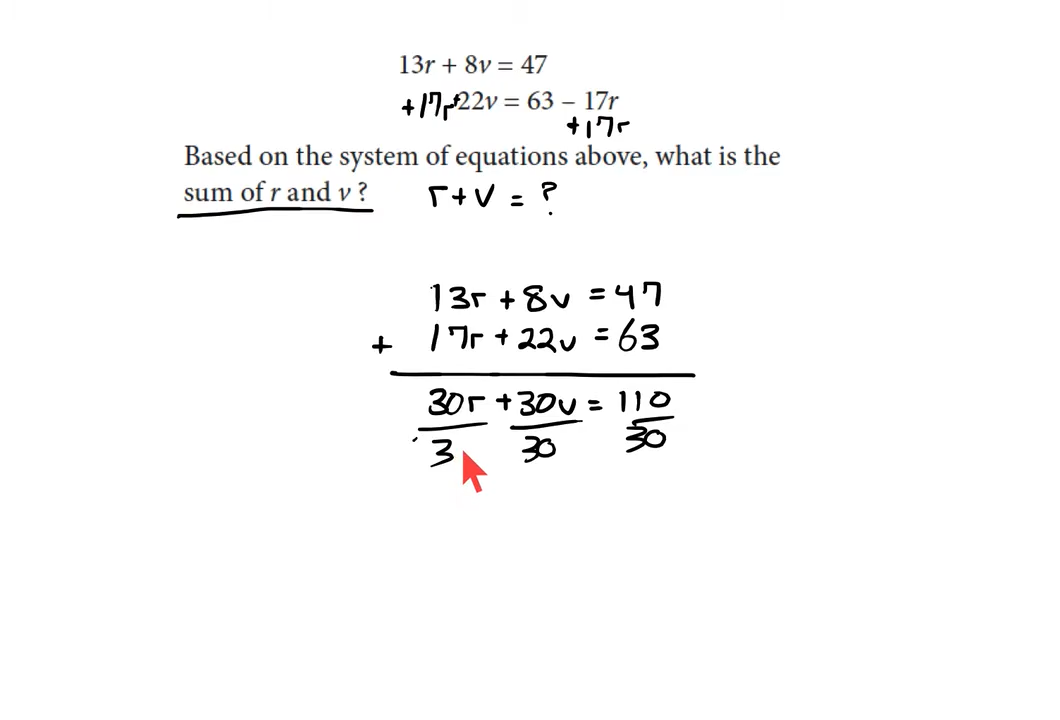 13r + 8v = 47
+17r + 22v = 63 – 17r
+17r
Based on the system of equations above, what is the
sum of r and v ? r + v = ?
13r + 8v = 47
+ 17r + 22v = 63
30r + 30v = 110
3 30 30